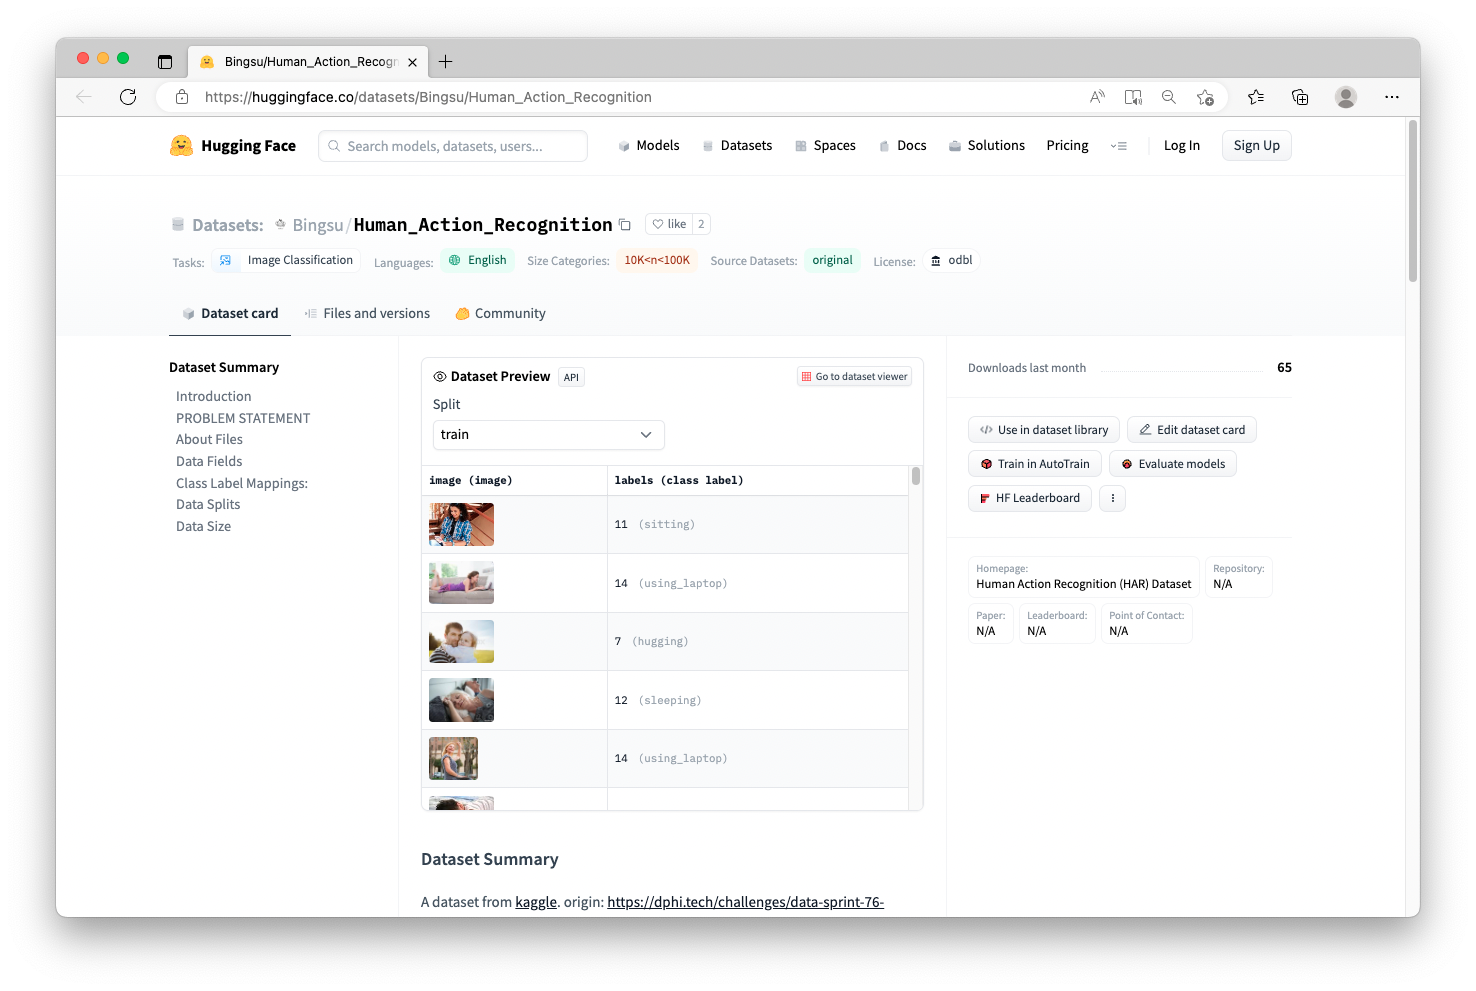 Bingsu/Human_Action_Recogn
https://huggingface.co/datasets/Bingsu/Human_Action_Recognition
Hugging Face
Search models, datasets, users...
Models
Datasets
Spaces
Docs
Solutions
Pricing
Log In
Sign Up
Datasets: Bingsu/Human_Action_Recognition
like 2
Tasks: Image Classification Languages: English Size Categories: 10K<n<100K Source Datasets: original License: odbl
Dataset card
Files and versions
Community
Dataset Summary
Introduction
PROBLEM STATEMENT
About Files
Data Fields
Class Label Mappings:
Data Splits
Data Size
Dataset Preview API
Go to dataset viewer
Split
train
image (image) labels (class label)
11 (sitting)
14 (using_laptop)
7 (hugging)
12 (sleeping)
14 (using_laptop)
Dataset Summary
A dataset from kaggle. origin: https://dphi.tech/challenges/data-sprint-76-
Downloads last month 65
Use in dataset library
Edit dataset card
Train in AutoTrain
Evaluate models
HF Leaderboard
Homepage:
Human Action Recognition (HAR) Dataset
Repository:
N/A
Paper:
N/A
Leaderboard:
N/A
Point of Contact:
N/A